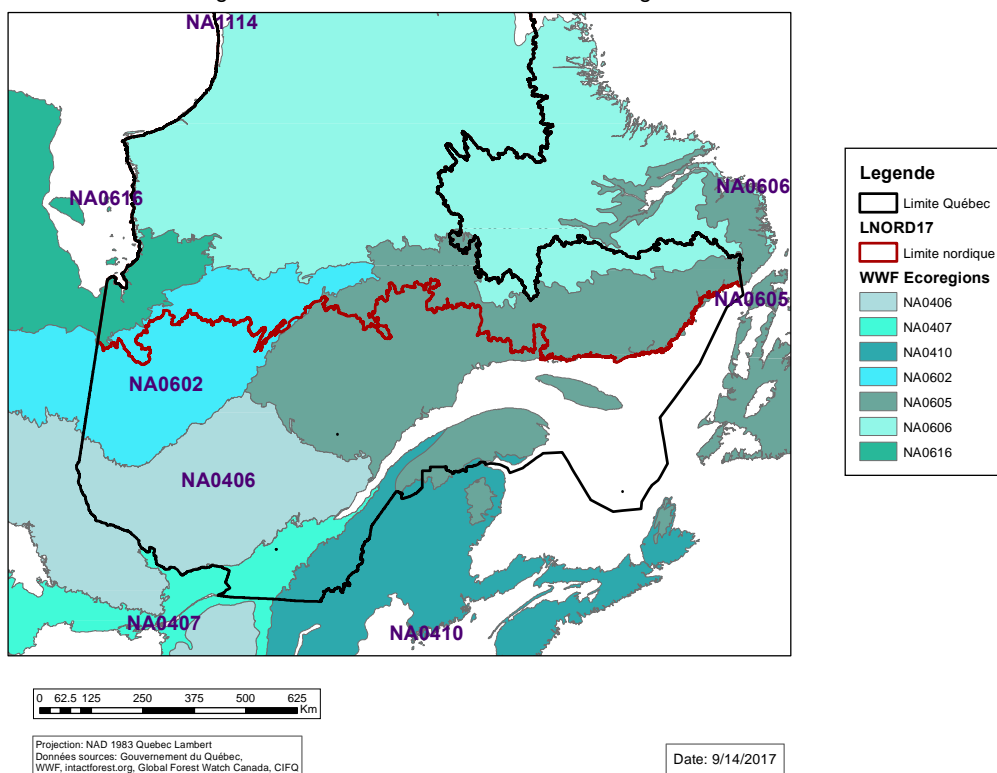 NA1114
NA0616
NA0606
NA0605
NA0602
NA0406
NA0407
NA0410
Legende
Limite Québec
LNORD17
Limite nordique
WWF Ecoregions
NA0406
NA0407
NA0410
NA0602
NA0605
NA0606
NA0616
0 62.5 125 250 375 500 625
Km
Projection: NAD 1983 Quebec Lambert
Données sources: Gouvernement du Québec,
WWF, intactforest.org, Global Forest Watch Canada, CIFQ
Date: 9/14/2017